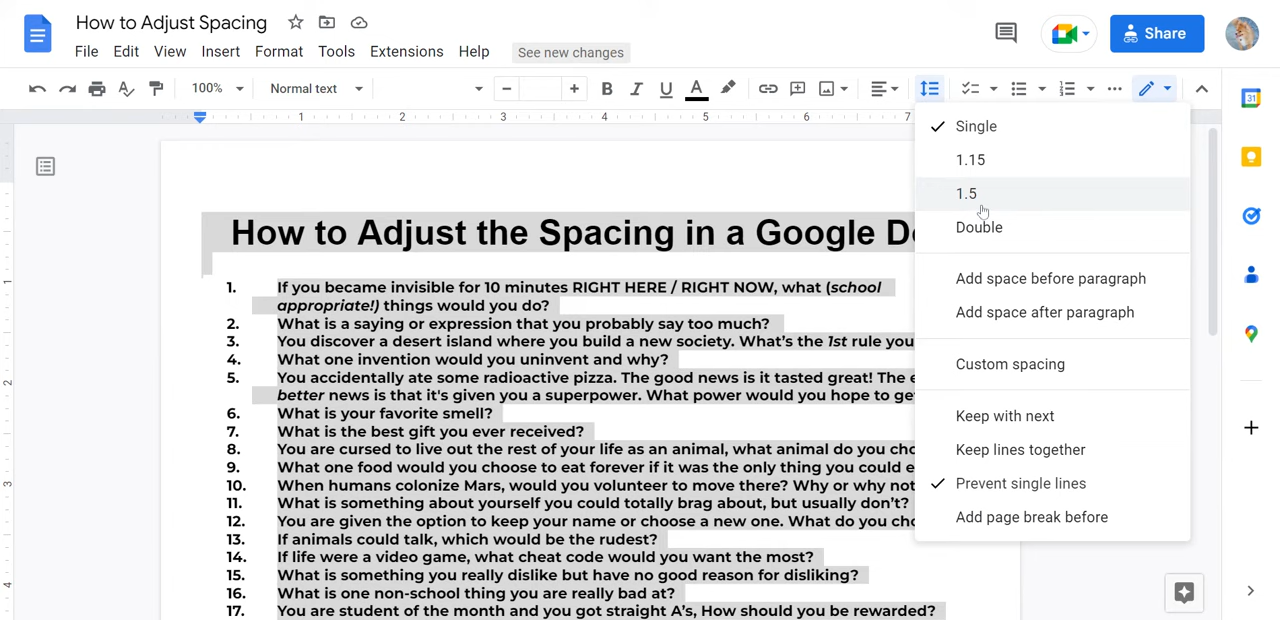 How to Adjust Spacing
File Edit View Insert Format Tools Extensions Help See new changes
Share
100% Normal text
B I U A
31
1 2 3 4 5 6 7
Single
1.15
1.5
Double
Add space before paragraph
Add space after paragraph
Custom spacing
Keep with next
Keep lines together
Prevent single lines
Add page break before
How to Adjust the Spacing in a Google
1. If you became invisible for 10 minutes RIGHT HERE / RIGHT NOW, what (school
appropriate!) things would you do?
2. What is a saying or expression that you probably say too much?
3. You discover a desert island where you build a new society. What's the 1st rule you
4. What one invention would you uninvent and why?
5. You accidentally ate some radioactive pizza. The good news is it tasted great! The
better news is that it's given you a superpower. What power would you hope to
6. What is your favorite smell?
7. What is the best gift you ever received?
8. You are cursed to live out the rest of your life as an animal, what animal do you
9. What one food would you choose to eat forever if it was the only thing you could
10. When humans colonize Mars, would you volunteer to move there? Why or why not
11. What is something about yourself you could totally brag about, but usually don't?
12. You are given the option to keep your name or choose a new one. What do you
13. If animals could talk, which would be the rudest?
14. If life were a video game, what cheat code would you want the most?
15. What is something you really dislike but have no good reason for disliking?
16. What is one non-school thing you are really bad at?
17. You are student of the month and you got straight A's, How should you be rewarded?
1
2
3
4